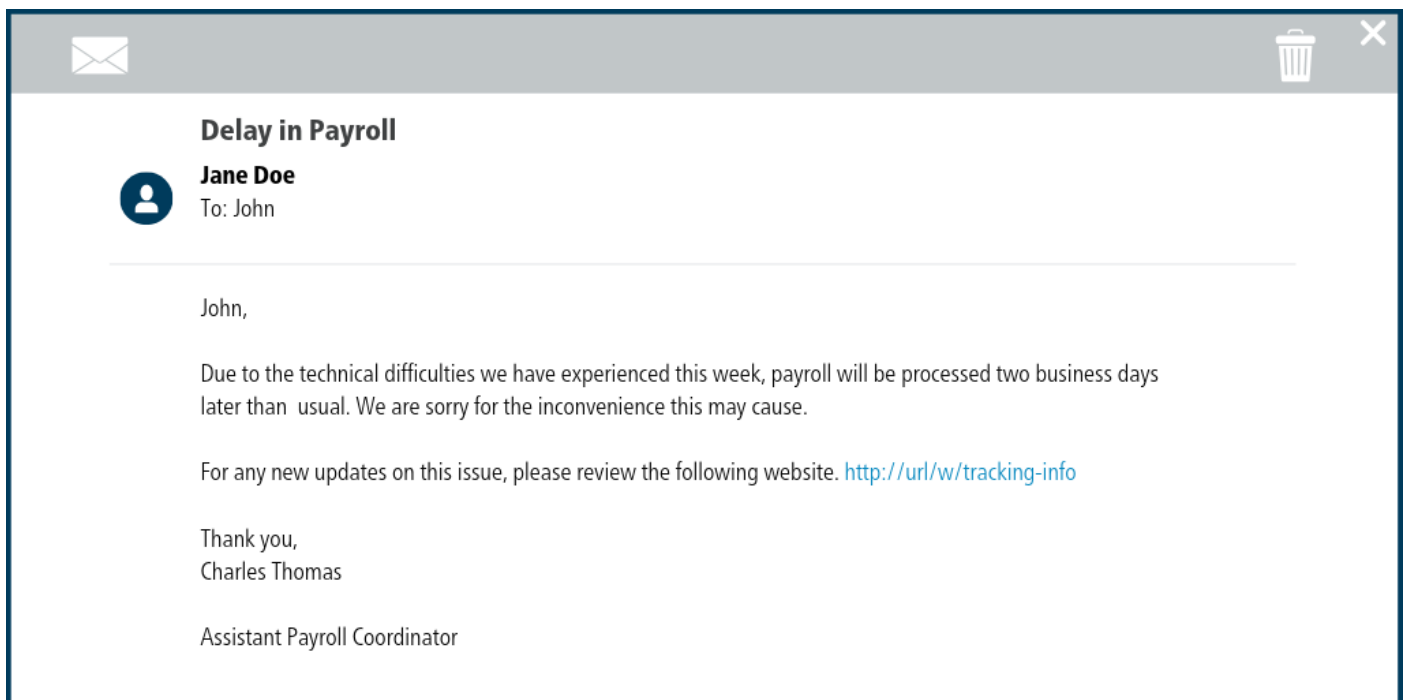 Delay in Payroll
Jane Doe
To: John
John,
Due to the technical difficulties we have experienced this week, payroll will be processed two business days
later than  usual. We are sorry for the inconvenience this may cause.
For any new updates on this issue, please review the following website. http://url/w/tracking-info
Thank you,
Charles Thomas
Assistant Payroll Coordinator